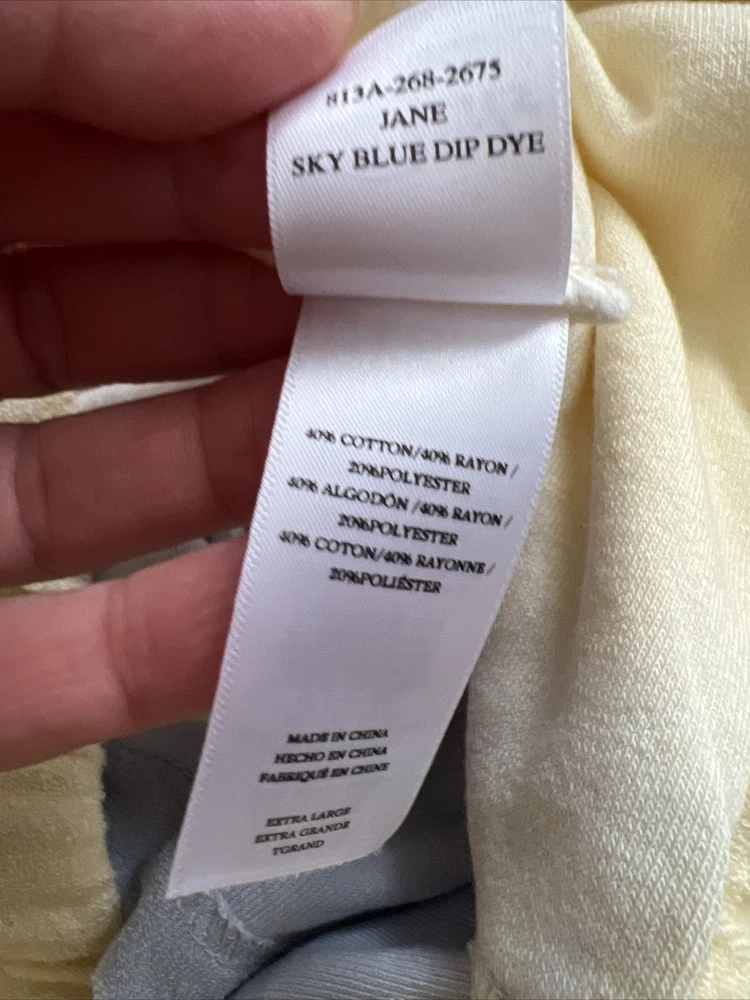 813A-268-2675
JANE
SKY BLUE DIP DYE
40% COTTON/40% RAYON /
20%POLYESTER
40% ALGODÓN /40% RAYON /
20%POLYESTER
40% COTON/40% RAYONNE /
20%POLIÉSTER
MADE IN CHINA
HECHO EN CHINA
FABRIQUÉ EN CHINE
EXTRA LARGE
EXTRA GRANDE
TGRAND